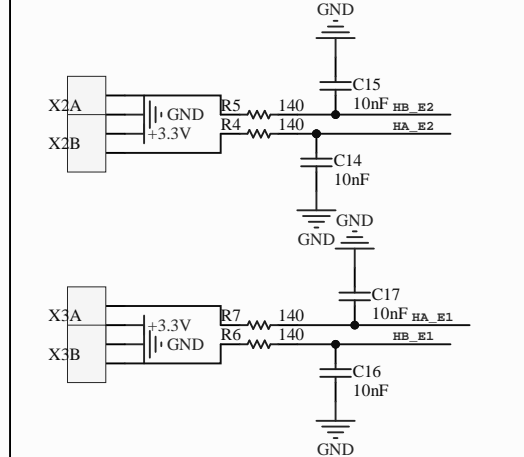 GND
C15
10nF HB_E2
X2A
R5 140
GND
R4 140 HA_E2
+3.3V
X2B
C14
10nF
GND
GND
C17
10nF HA_E1
X3A
R7 140
+3.3V
R6 140 HB_E1
GND
X3B
C16
10nF
GND